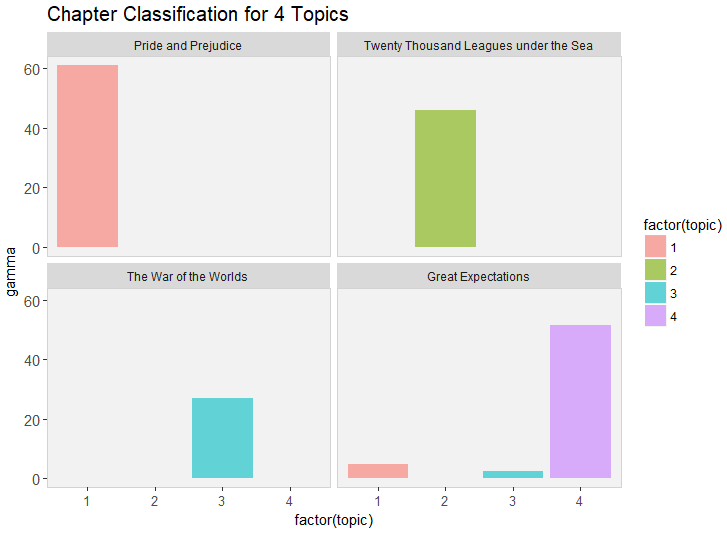 Chapter Classification for 4 Topics
Pride and Prejudice
Twenty Thousand Leagues under the Sea
60
40
20
0
The War of the Worlds
Great Expectations
60
40
20
0
gamma
1 2 3 4
1 2 3 4
factor(topic)
factor(topic)
1
2
3
4